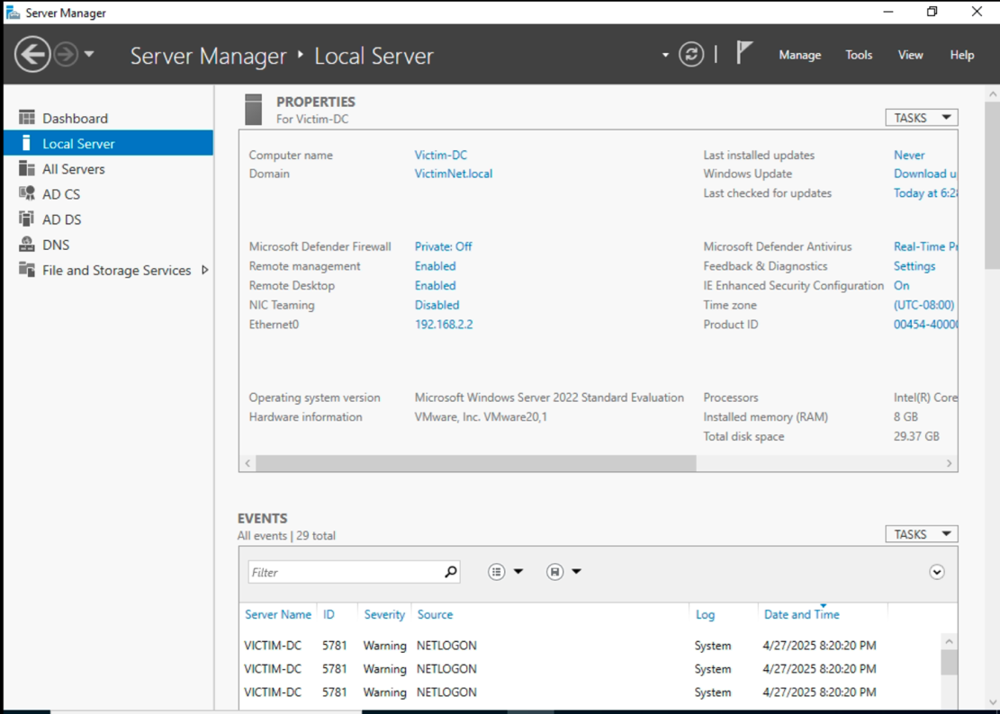 Server Manager
Server Manager ‣ Local Server
Manage Tools View Help
Dashboard
Local Server
All Servers
AD CS
AD DS
DNS
File and Storage Services
PROPERTIES
For Victim-DC
TASKS
Computer name Victim-DC Last installed updates Never
Domain VictimNet.local Windows Update Download u
Last checked for updates Today at 6:28
Microsoft Defender Firewall Private: Off Microsoft Defender Antivirus Real-Time Pr
Remote management Enabled Feedback & Diagnostics Settings
Remote Desktop Enabled IE Enhanced Security Configuration On
NIC Teaming Disabled Time zone (UTC-08:00)
Ethernet0 192.168.2.2 Product ID 00454-40000
Operating system version Microsoft Windows Server 2022 Standard Evaluation Processors Intel(R) Core
Hardware information VMware, Inc. VMware20,1 Installed memory (RAM) 8 GB
Total disk space 29.37 GB
EVENTS
All events | 29 total
TASKS
Filter
Server Name ID Severity Source Log Date and Time
VICTIM-DC 5781 Warning NETLOGON System 4/27/2025 8:20:20 PM
VICTIM-DC 5781 Warning NETLOGON System 4/27/2025 8:20:20 PM
VICTIM-DC 5781 Warning NETLOGON System 4/27/2025 8:20:20 PM